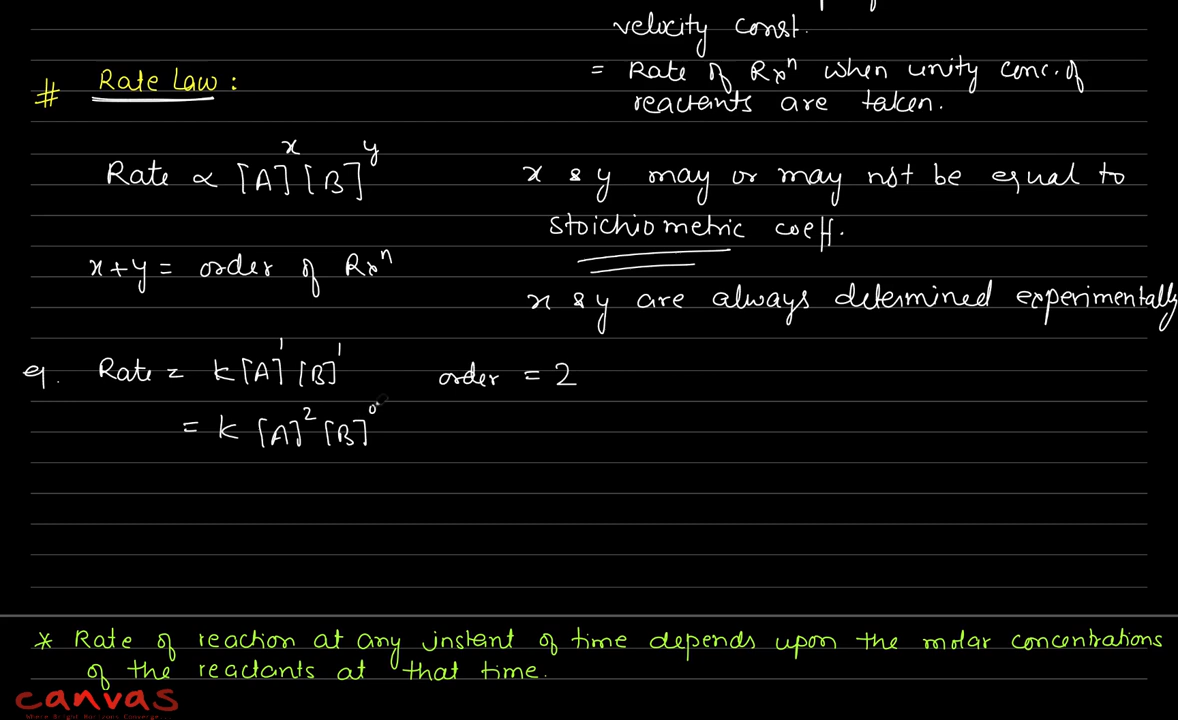 velocity const.
= Rate of Rxⁿ when unity conc. of
reactants are taken.
# Rate Law :
Rate ∝ [A]ˣ [B]ʸ
x & y may or may not be equal to
stoichiometric coeff.
x+y = order of Rxⁿ
x & y are always determined experimentally
eg. Rate = k[A]¹ [B]¹ order = 2
= k [A]² [B]⁰
* Rate of reaction at any instant of time depends upon the molar concentrations
of the reactants at that time.
canvas